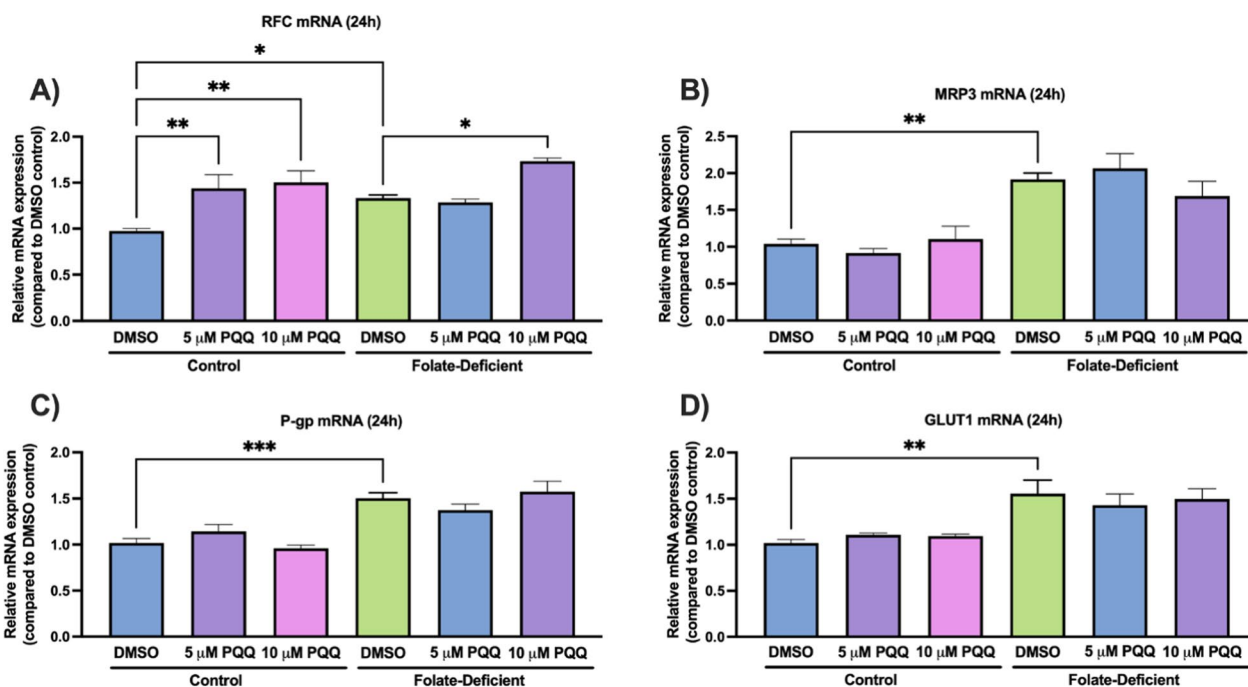 RFC mRNA (24h)
A)
*
**
**
*
Relative mRNA expression
(compared to DMSO control)
2.0
1.5
1.0
0.5
0.0
DMSO 5 μM PQQ 10 μM PQQ DMSO 5 μM PQQ 10 μM PQQ
Control Folate-Deficient
B)
MRP3 mRNA (24h)
**
Relative mRNA expression
(compared to DMSO control)
2.5
2.0
1.5
1.0
0.5
0.0
DMSO 5 μM PQQ 10 μM PQQ DMSO 5 μM PQQ 10 μM PQQ
Control Folate-Deficient
C)
P-gp mRNA (24h)
***
Relative mRNA expression
(compared to DMSO control)
2.0
1.5
1.0
0.5
0.0
DMSO 5 μM PQQ 10 μM PQQ DMSO 5 μM PQQ 10 μM PQQ
Control Folate-Deficient
D)
GLUT1 mRNA (24h)
**
Relative mRNA expression
(compared to DMSO control)
2.0
1.5
1.0
0.5
0.0
DMSO 5 μM PQQ 10 μM PQQ DMSO 5 μM PQQ 10 μM PQQ
Control Folate-Deficient